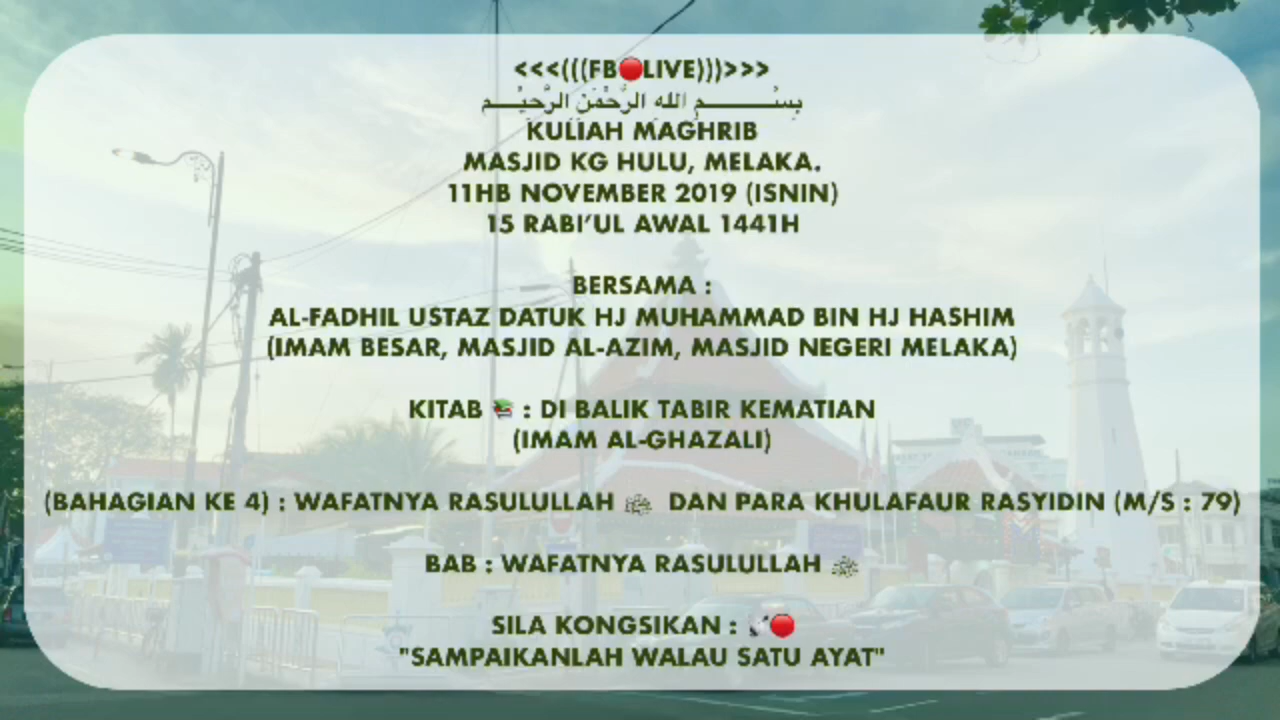 <<<(((FB🔴LIVE)))>>>
بِسْــــــــمِ اللهِ الرَّحْمَنِ الرَّحِيْــــم
KULIAH MAGHRIB
MASJID KG HULU, MELAKA.
11HB NOVEMBER 2019 (ISNIN)
15 RABI’UL AWAL 1441H
BERSAMA :
AL-FADHIL USTAZ DATUK HJ MUHAMMAD BIN HJ HASHIM
(IMAM BESAR, MASJID AL-AZIM, MASJID NEGERI MELAKA)
KITAB 📚 : DI BALIK TABIR KEMATIAN
(IMAM AL-GHAZALI)
(BAHAGIAN KE 4) : WAFATNYA RASULULLAH ﷺ DAN PARA KHULAFAUR RASYIDIN (M/S : 79)
BAB : WAFATNYA RASULULLAH ﷺ
SILA KONGSIKAN : 🔴
"SAMPAIKANLAH WALAU SATU AYAT"